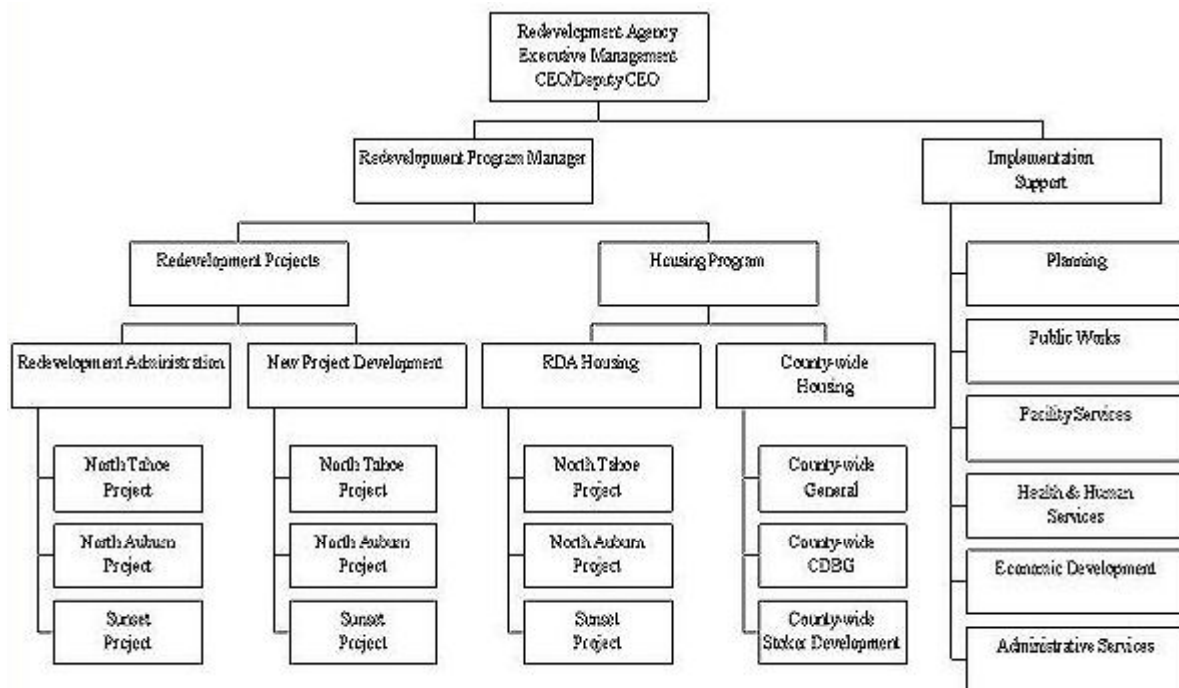 Redevelopment Agency
Executive Management
CEO/Deputy CEO
Redevelopment Program Manager
Implementation
Support
Redevelopment Projects
Housing Program
Redevelopment Administration
New Project Development
RDA Housing
County-wide
Housing
North Tahoe
Project
North Auburn
Project
Sunset
Project
North Tahoe
Project
North Auburn
Project
Sunset
Project
North Tahoe
Project
North Auburn
Project
Sunset
Project
County-wide
General
County-wide
CDBG
County-wide
Stoker Development
Planning
Public Works
Facility Services
Health & Human
Services
Economic Development
Administrative Services